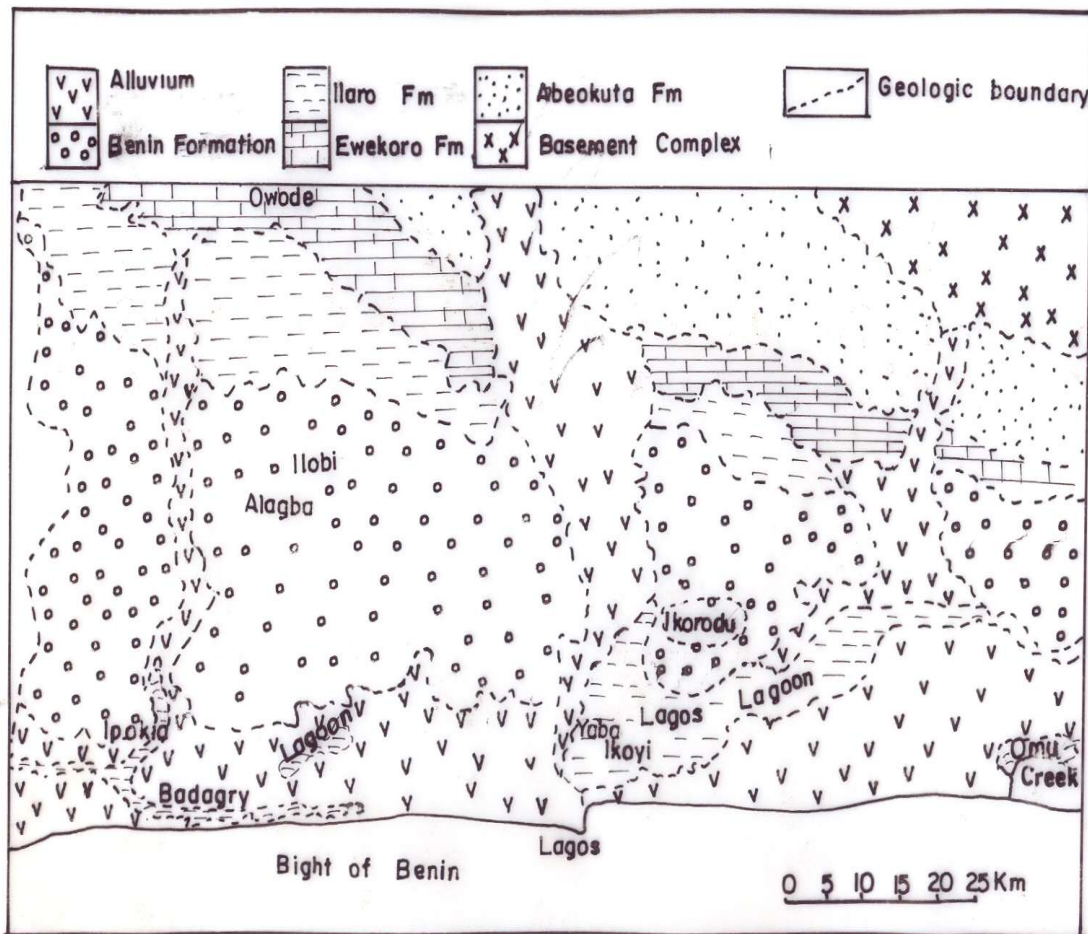 Alluvium
Ilaro Fm
Abeokuta Fm
Geologic boundary
Benin Formation
Ewekoro Fm
Basement Complex
Owode
Ilobi
Alagba
Ikorodu
Lagoon
Lagos
Ipokia
Lagoon
Yaba
Ikoyi
Omu
Creek
Badagry
Lagos
Bight of Benin
0 5 10 15 20 25 Km